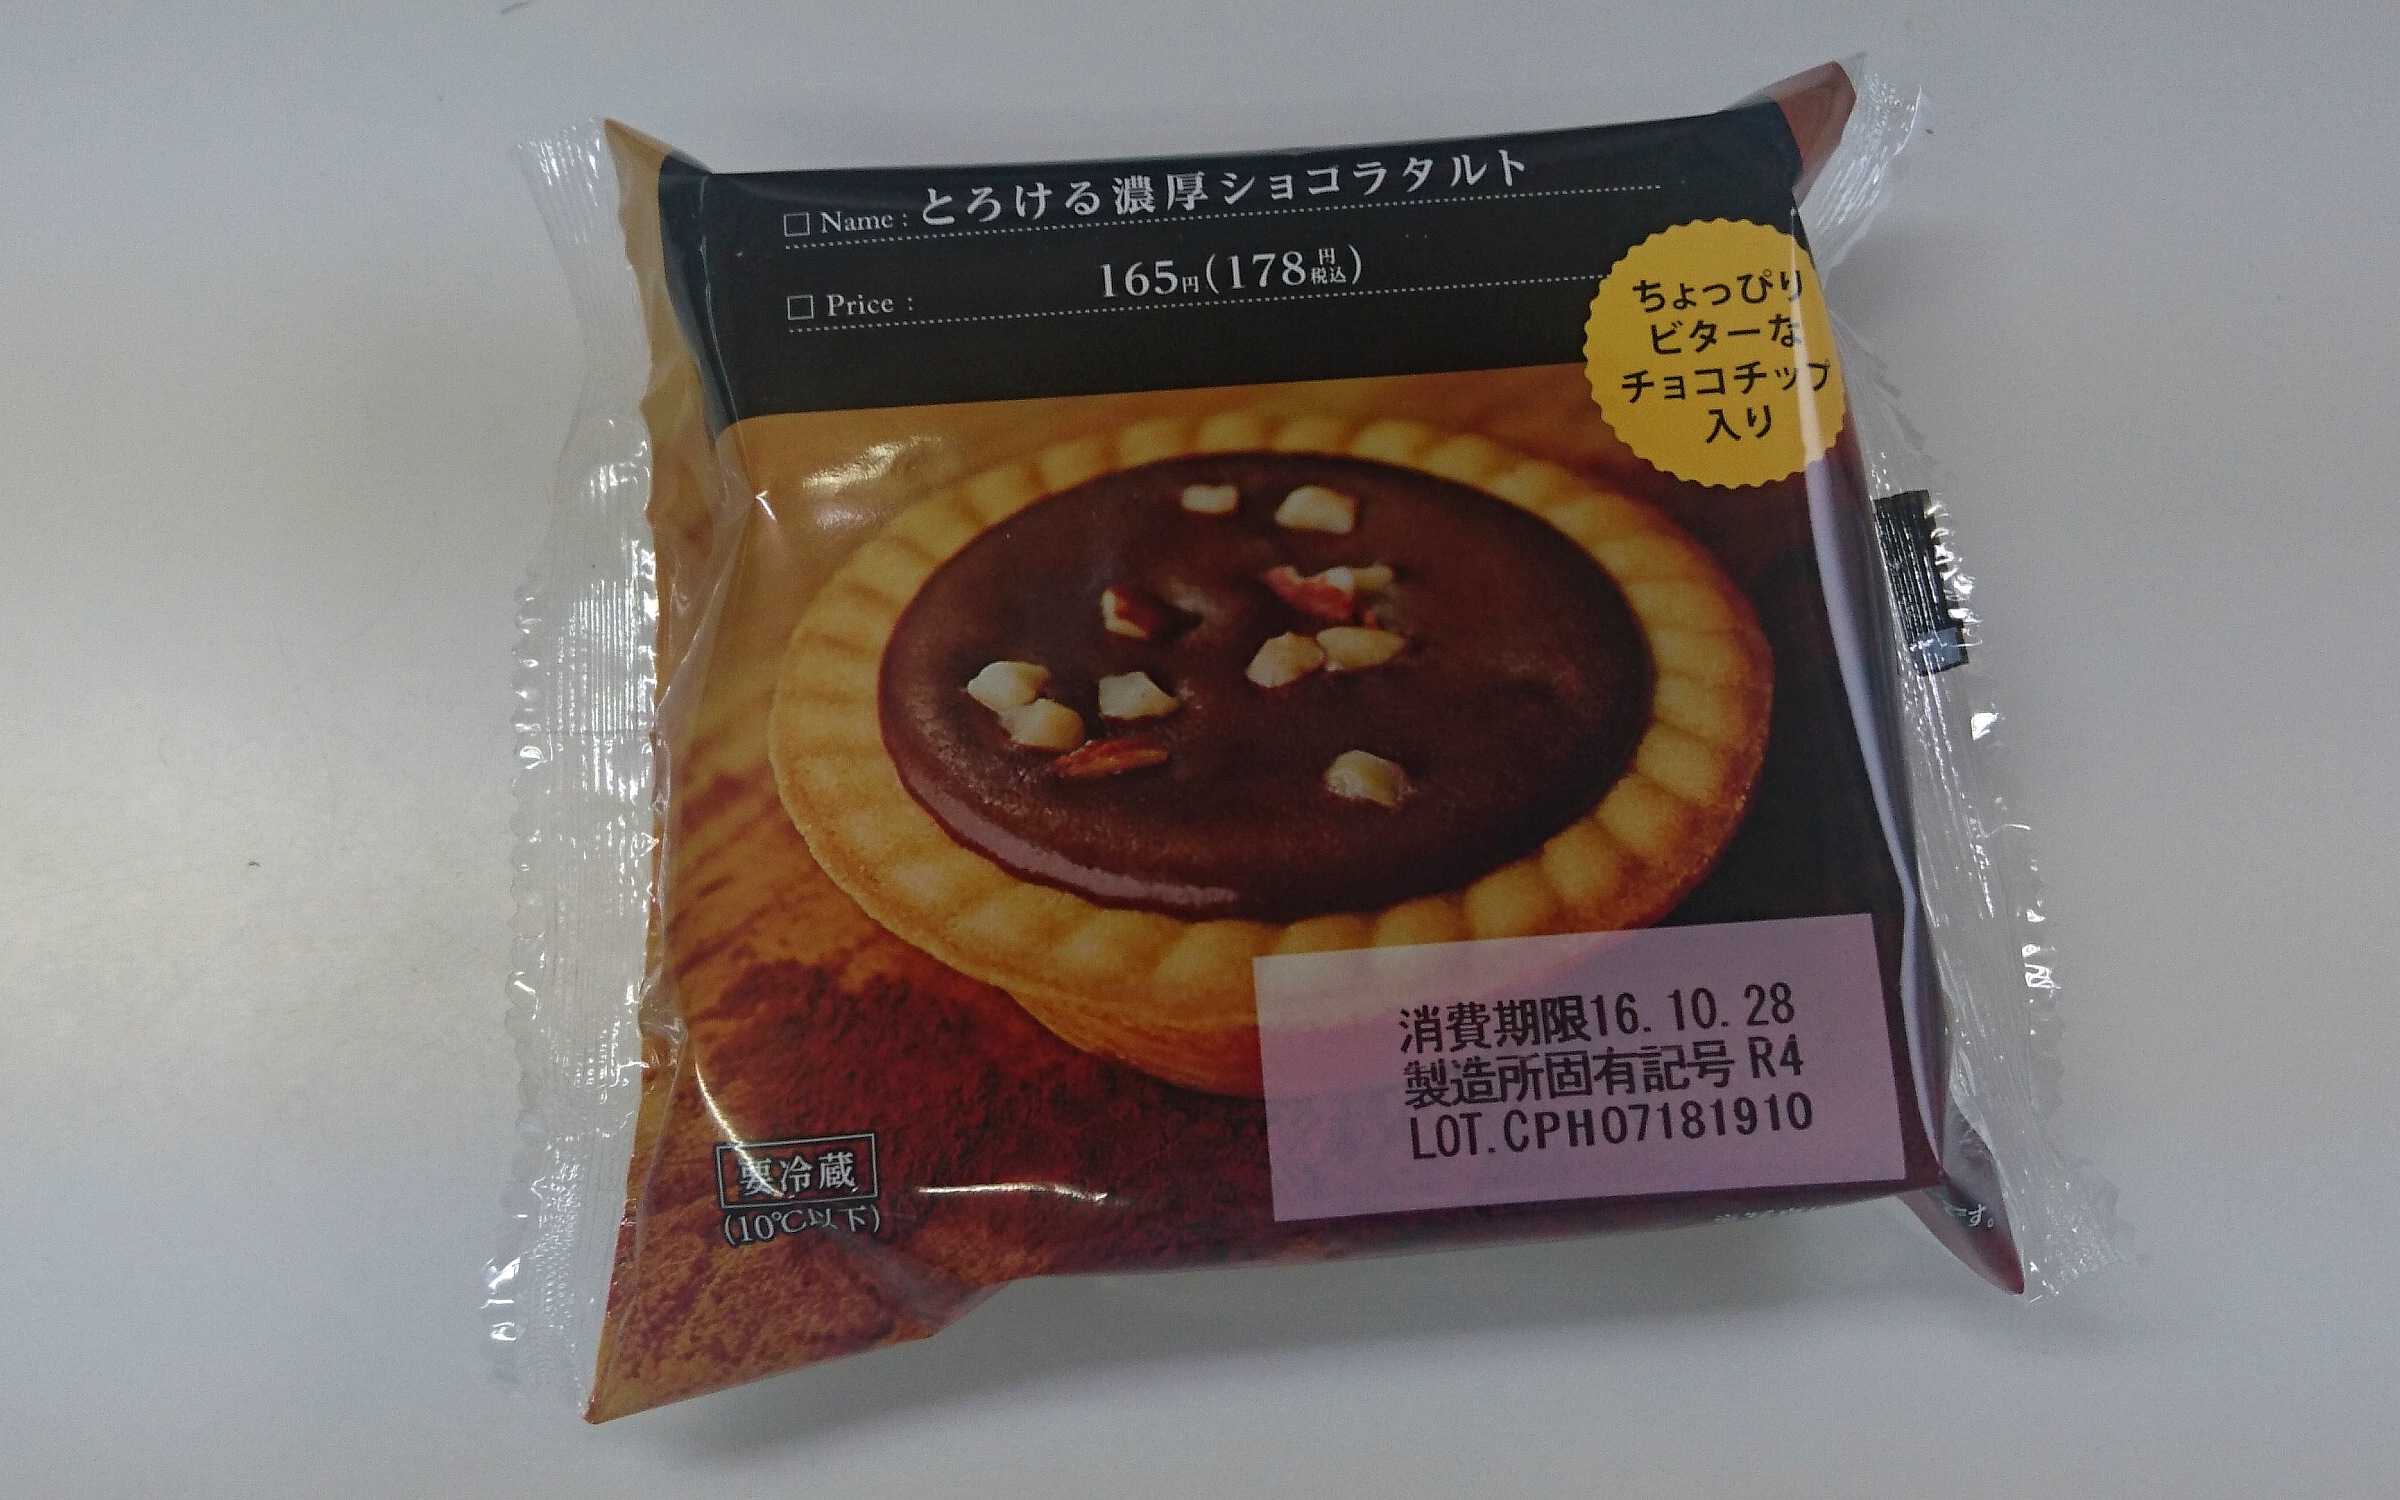 □ Name : とろける濃厚ショコラタルト
□ Price : 165円(178円税込)
ちょっぴり
ビターな
チョコチップ
入り
消費期限16.10.28
製造所固有記号 R4
LOT.CPH07181910
要冷蔵
(10℃以下)
す。